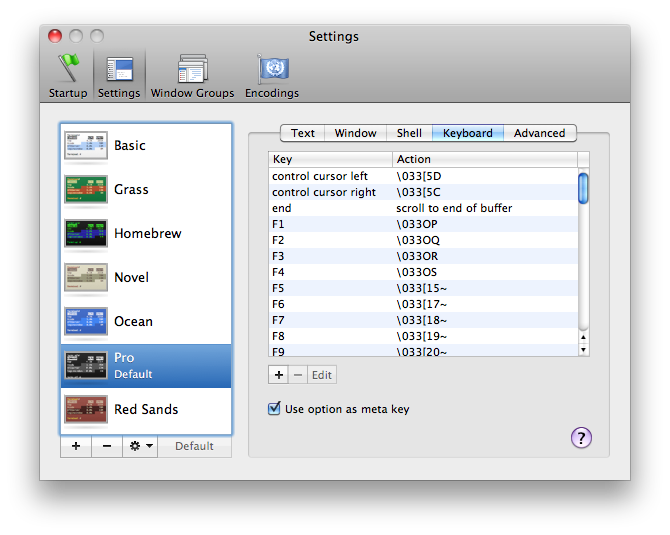 Settings
Startup Settings Window Groups Encodings
Basic
Grass
Homebrew
Novel
Ocean
Pro
Default
Red Sands
+ − Default
Text Window Shell Keyboard Advanced
Key Action
control cursor left \033[5D
control cursor right \033[5C
end scroll to end of buffer
F1 \033OP
F2 \033OQ
F3 \033OR
F4 \033OS
F5 \033[15~
F6 \033[17~
F7 \033[18~
F8 \033[19~
F9 \033[20~
+ − Edit
Use option as meta key
?